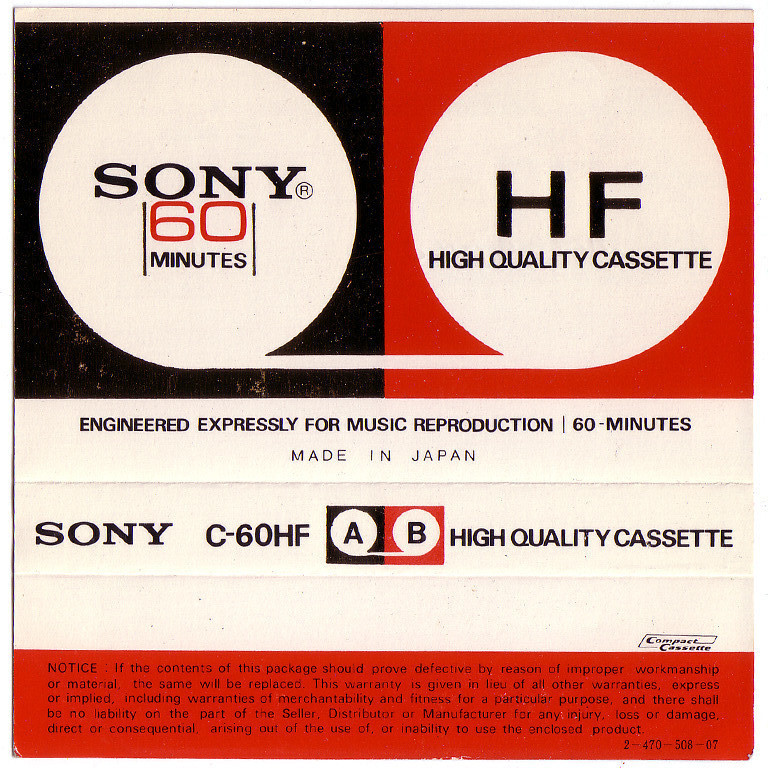 SONY®
60
MINUTES
HF
HIGH QUALITY CASSETTE
ENGINEERED EXPRESSLY FOR MUSIC REPRODUCTION | 60-MINUTES
MADE IN JAPAN
SONY C-60HF A B HIGH QUALITY CASSETTE
Compact
Cassette
NOTICE : If the contents of this package should prove defective by reason of improper workmanship
or material, the same will be replaced. This warranty is given in lieu of all other warranties, express
or implied, including warranties of merchantability and fitness for a particular purpose, and there shall
be no liability on the part of the Seller, Distributor or Manufacturer for any injury, loss or damage,
direct or consequential, arising out of the use of, or inability to use the enclosed product.
2-470-508-07